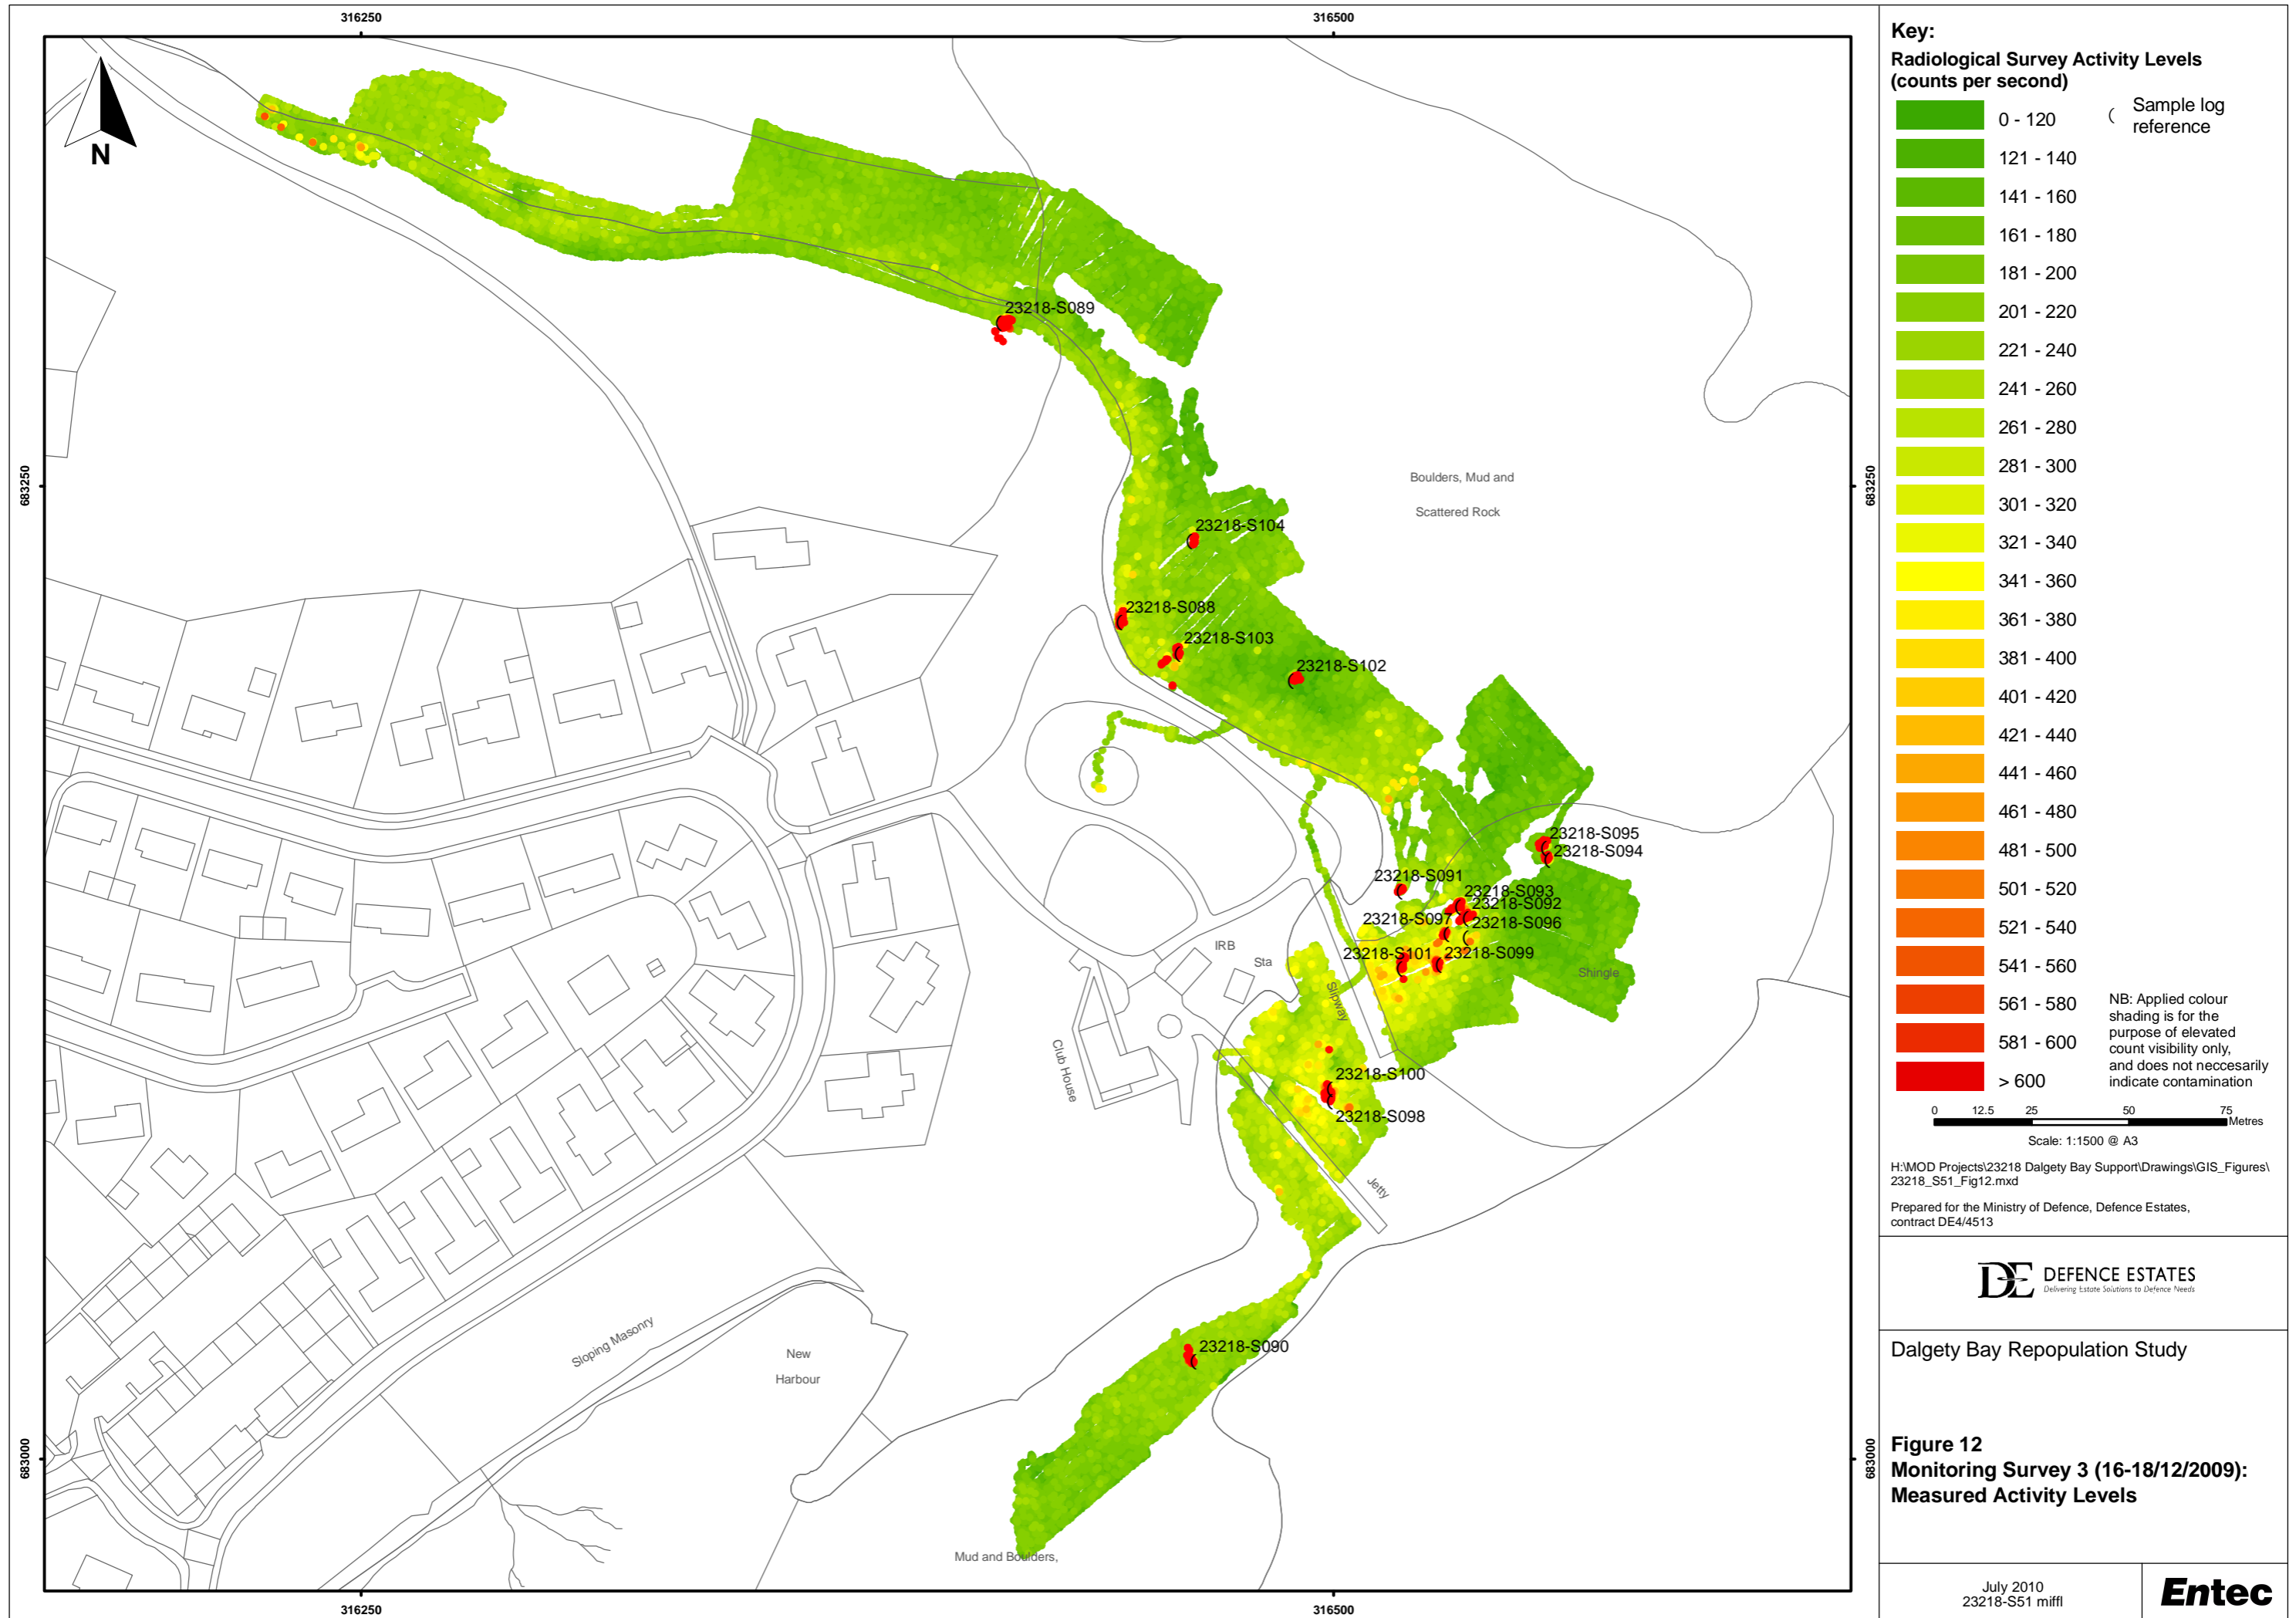 316250
316500
683250
683250
683000
683000
316250
316500
N
23218-S089
Boulders, Mud and
Scattered Rock
23218-S104
23218-S088
23218-S103
23218-S102
23218-S095
23218-S094
23218-S091
23218-S093
23218-S092
23218-S097
23218-S096
23218-S101
23218-S099
IRB
Sta
Slipway
Shingle
Club House
23218-S100
23218-S098
Jetty
23218-S090
Sloping Masonry
New
Harbour
Mud and Boulders,
Key:
Radiological Survey Activity Levels
(counts per second)
0 - 120
Sample log
reference
121 - 140
141 - 160
161 - 180
181 - 200
201 - 220
221 - 240
241 - 260
261 - 280
281 - 300
301 - 320
321 - 340
341 - 360
361 - 380
381 - 400
401 - 420
421 - 440
441 - 460
461 - 480
481 - 500
501 - 520
521 - 540
541 - 560
561 - 580
581 - 600
> 600
NB: Applied colour
shading is for the
purpose of elevated
count visibility only,
and does not neccesarily
indicate contamination
0 12.5 25 50 75
Metres
Scale: 1:1500 @ A3
H:\MOD Projects\23218 Dalgety Bay Support\Drawings\GIS_Figures\
23218_S51_Fig12.mxd
Prepared for the Ministry of Defence, Defence Estates,
contract DE4/4513
DE DEFENCE ESTATES
Delivering Estate Solutions to Defence Needs
Dalgety Bay Repopulation Study
Figure 12
Monitoring Survey 3 (16-18/12/2009):
Measured Activity Levels
July 2010
23218-S51 miffl
Entec